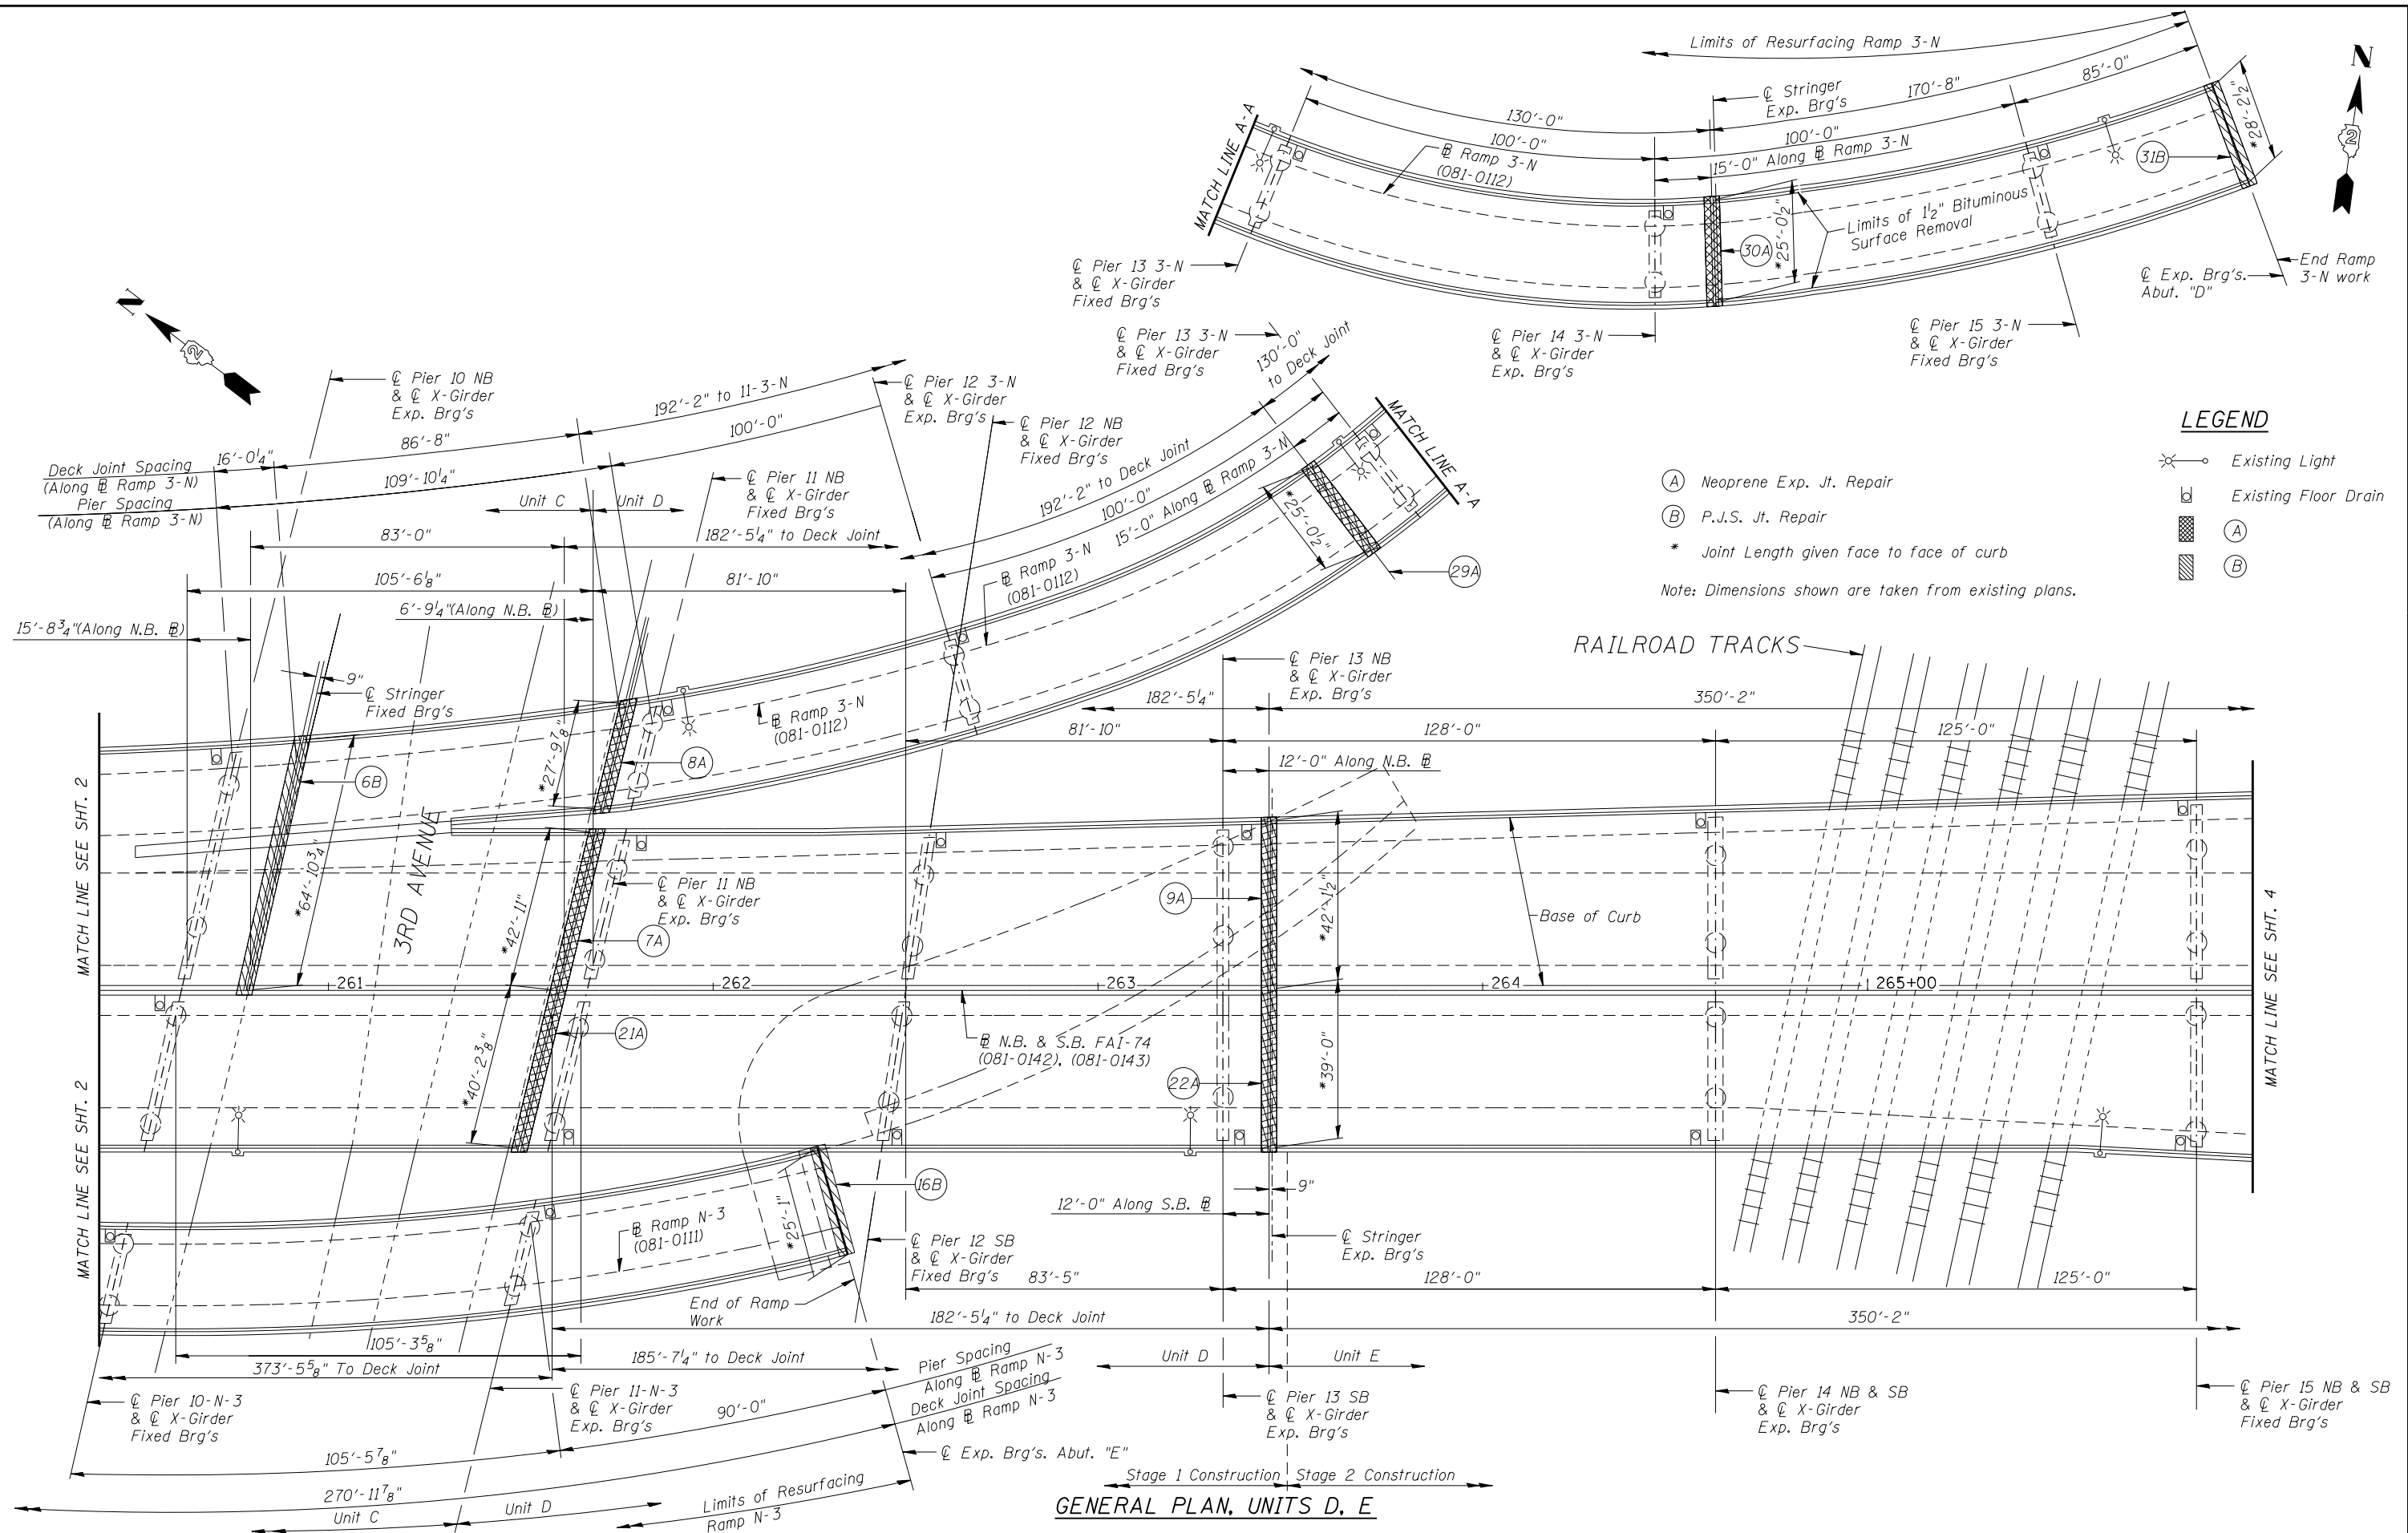 Limits of Resurfacing Ramp 3-N
130'-0"
℄ Stringer
Exp. Brg's
170'-8"
85'-0"
100'-0"
100'-0"
15'-0" Along ⅊ Ramp 3-N
⅊ Ramp 3-N
(081-0112)
MATCH LINE A-A
*25'-0½"
30A
Limits of 1½" Bituminous
Surface Removal
31B
*28'-2½"
N
2
End Ramp
3-N work
℄ Exp. Brg's.
Abut. "D"
℄ Pier 13 3-N
& ℄ X-Girder
Fixed Brg's
℄ Pier 14 3-N
& ℄ X-Girder
Exp. Brg's
℄ Pier 15 3-N
& ℄ X-Girder
Fixed Brg's
℄ Pier 13 3-N
& ℄ X-Girder
Fixed Brg's
130'-0"
to Deck Joint
N
2
℄ Pier 10 NB
& ℄ X-Girder
Exp. Brg's
192'-2" to 11-3-N
100'-0"
℄ Pier 12 3-N
& ℄ X-Girder
Exp. Brg's
℄ Pier 12 NB
& ℄ X-Girder
Fixed Brg's
Deck Joint Spacing
(Along ⅊ Ramp 3-N)
Pier Spacing
(Along ⅊ Ramp 3-N)
16'-0¼"
86'-8"
109'-10¼"
℄ Pier 11 NB
& ℄ X-Girder
Fixed Brg's
Unit C
Unit D
83'-0"
182'-5¼" to Deck Joint
105'-6⅛"
81'-10"
6'-9¼"(Along N.B. ⅊)
15'-8¾"(Along N.B. ⅊)
192'-2" to Deck Joint
100'-0"
15'-0" Along ⅊ Ramp 3-N
⅊ Ramp 3-N
(081-0112)
*25'-0½"
MATCH LINE A-A
29A
LEGEND
Existing Light
Existing Floor Drain
A
B
A Neoprene Exp. Jt. Repair
B P.J.S. Jt. Repair
* Joint Length given face to face of curb
Note: Dimensions shown are taken from existing plans.
RAILROAD TRACKS
9"
℄ Stringer
Fixed Brg's
⅊ Ramp 3-N
(081-0112)
*27'-9⅞"
8A
6B
*64'-10¾"
3RD AVENUE
MATCH LINE SEE SHT. 2
℄ Pier 13 NB
& ℄ X-Girder
Exp. Brg's
182'-5¼"
350'-2"
81'-10"
128'-0"
125'-0"
12'-0" Along N.B. ⅊
℄ Pier 11 NB
& ℄ X-Girder
Exp. Brg's
7A
*42'-11"
9A
*42'-1½"
Base of Curb
MATCH LINE SEE SHT. 4
261
262
263
264
265+00
21A
*40'-2⅜"
⅊ N.B. & S.B. FAI-74
(081-0142), (081-0143)
22A
*39'-0"
MATCH LINE SEE SHT. 2
16B
*25'-1"
⅊ Ramp N-3
(081-0111)
9"
12'-0" Along S.B. ⅊
℄ Stringer
Exp. Brg's
℄ Pier 12 SB
& ℄ X-Girder
Fixed Brg's
83'-5"
128'-0"
125'-0"
End of Ramp
Work
182'-5¼" to Deck Joint
350'-2"
105'-3⅝"
373'-5⅝" To Deck Joint
185'-7¼" to Deck Joint
Pier Spacing
Along ⅊ Ramp N-3
Deck Joint Spacing
Along ⅊ Ramp N-3
Unit D
Unit E
℄ Pier 10-N-3
& ℄ X-Girder
Fixed Brg's
℄ Pier 11-N-3
& ℄ X-Girder
Exp. Brg's
90'-0"
℄ Pier 13 SB
& ℄ X-Girder
Exp. Brg's
℄ Pier 14 NB & SB
& ℄ X-Girder
Exp. Brg's
℄ Pier 15 NB & SB
& ℄ X-Girder
Fixed Brg's
105'-5⅞"
℄ Exp. Brg's. Abut. "E"
270'-11⅞"
Unit C
Unit D
Limits of Resurfacing
Ramp N-3
Stage 1 Construction
Stage 2 Construction
GENERAL PLAN, UNITS D, E